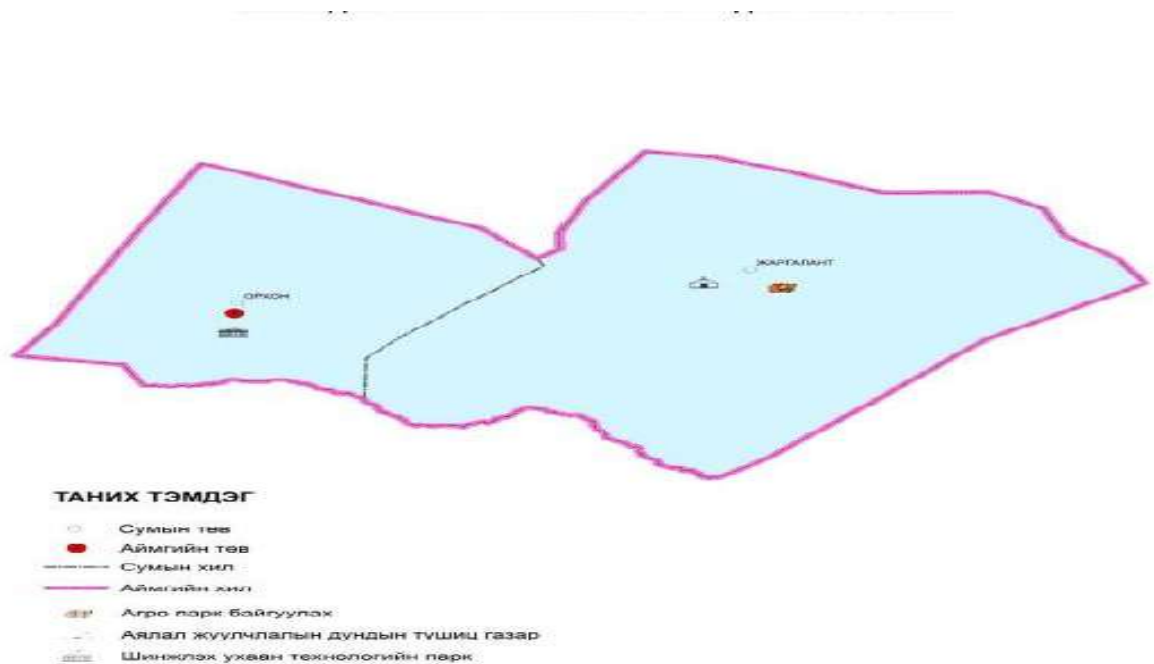 ЖАРГАЛАНТ
ОРХОН
ТАНИХ ТЭМДЭГ
Сумын төв
Аймгийн төв
Сумын хил
Аймгийн хил
Агро парк байгуулах
Аялал жуулчлалын дундын түшиц газар
Шинжлэх ухаан технологийн парк